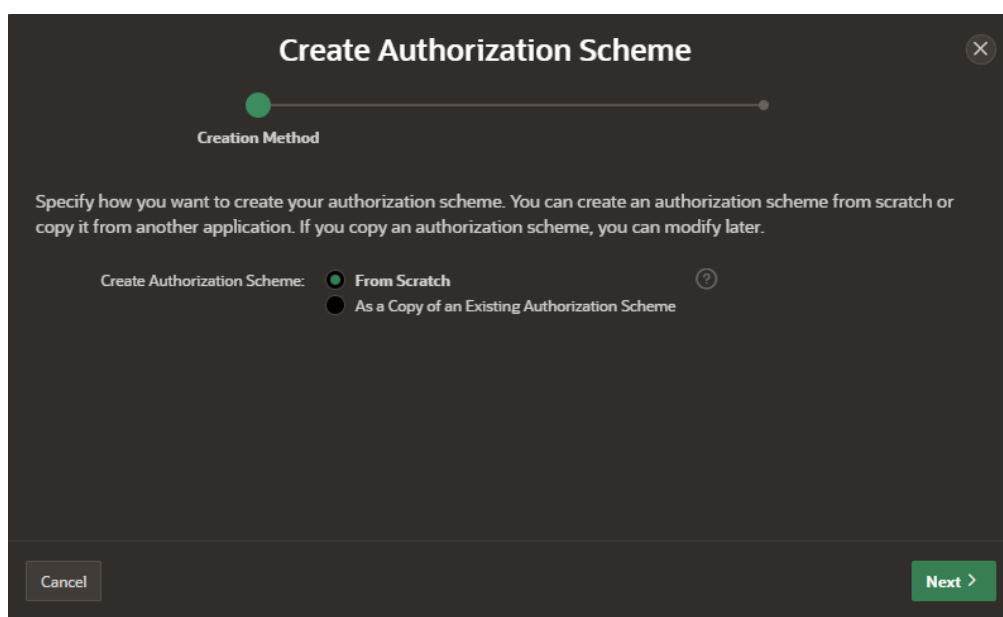 Create Authorization Scheme
Creation Method
Specify how you want to create your authorization scheme. You can create an authorization scheme from scratch or
copy it from another application. If you copy an authorization scheme, you can modify later.
Create Authorization Scheme: From Scratch ?
As a Copy of an Existing Authorization Scheme
Cancel Next